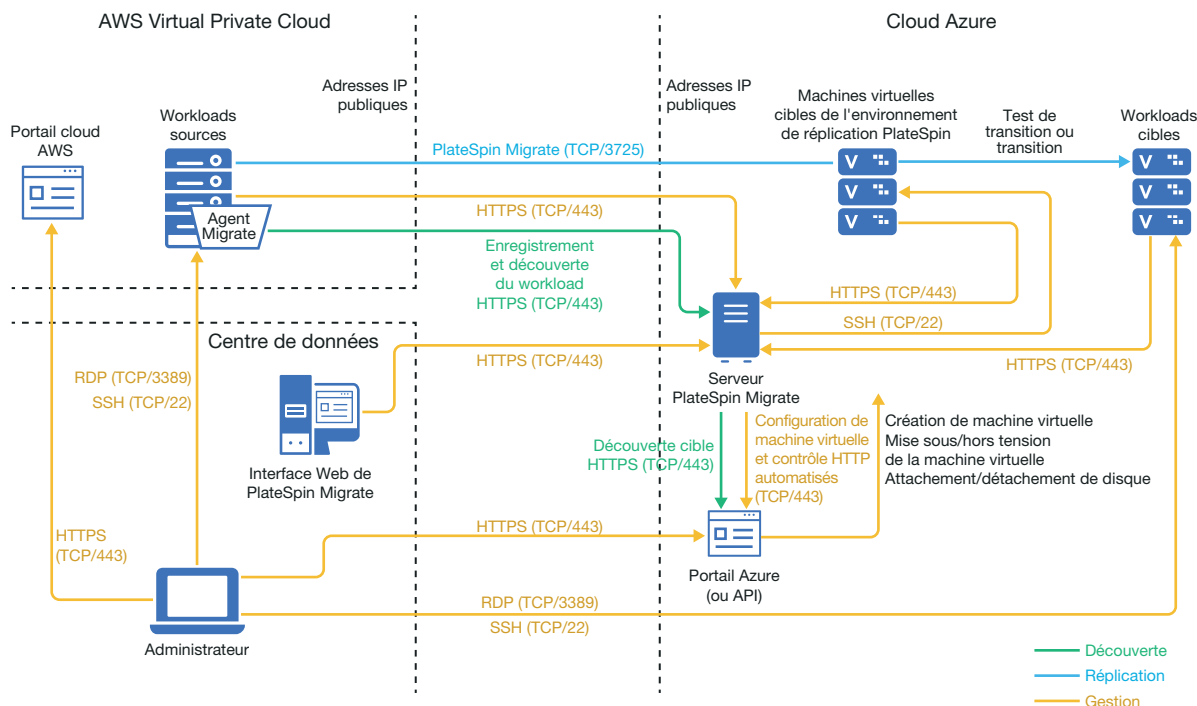 AWS Virtual Private Cloud
Cloud Azure
Adresses IP
publiques
Adresses IP
publiques
Portail cloud
AWS
Workloads
sources
Machines virtuelles
cibles de l'environnement
de réplication PlateSpin
Test de
transition ou
transition
Workloads
cibles
PlateSpin Migrate (TCP/3725)
V
V
V
V
V
V
HTTPS (TCP/443)
Agent
Migrate
Enregistrement
et découverte
du workload
HTTPS (TCP/443)
HTTPS (TCP/443)
SSH (TCP/22)
HTTPS (TCP/443)
Centre de données
HTTPS (TCP/443)
RDP (TCP/3389)
SSH (TCP/22)
Interface Web de
PlateSpin Migrate
Serveur
PlateSpin Migrate
Découverte cible
HTTPS (TCP/443)
Configuration de
machine virtuelle
et contrôle HTTP
automatisés
(TCP/443)
Création de machine virtuelle
Mise sous/hors tension
de la machine virtuelle
Attachement/détachement de disque
HTTPS
(TCP/443)
HTTPS (TCP/443)
Portail Azure
(ou API)
Administrateur
RDP (TCP/3389)
SSH (TCP/22)
Découverte
Réplication
Gestion